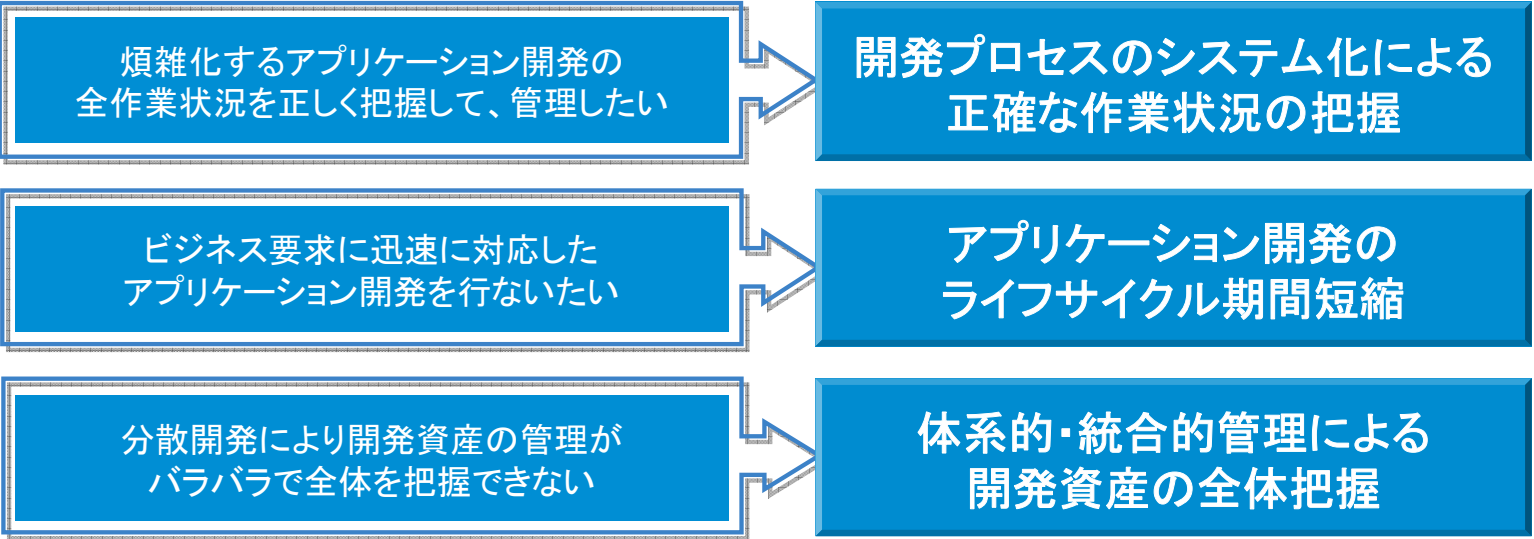 煩雑化するアプリケーション開発の
全作業状況を正しく把握して、管理したい
開発プロセスのシステム化による
正確な作業状況の把握
ビジネス要求に迅速に対応した
アプリケーション開発を行ないたい
アプリケーション開発の
ライフサイクル期間短縮
分散開発により開発資産の管理が
バラバラで全体を把握できない
体系的・統合的管理による
開発資産の全体把握